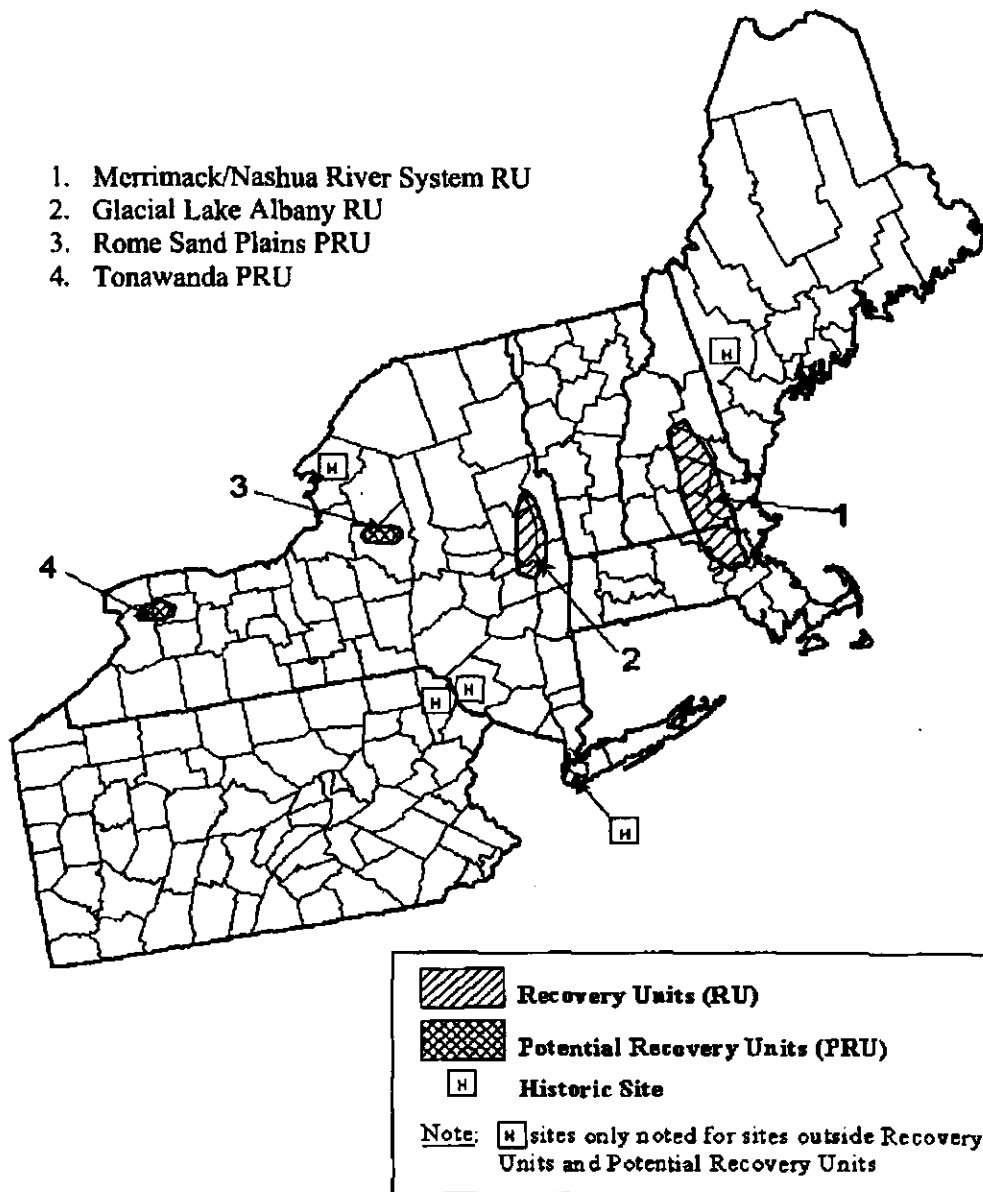 1. Merrimack/Nashua River System RU
2. Glacial Lake Albany RU
3. Rome Sand Plains PRU
4. Tonawanda PRU
H
H
3
1
4
2
H
H
H
Recovery Units (RU)
Potential Recovery Units (PRU)
H Historic Site
Note: H sites only noted for sites outside Recovery
Units and Potential Recovery Units